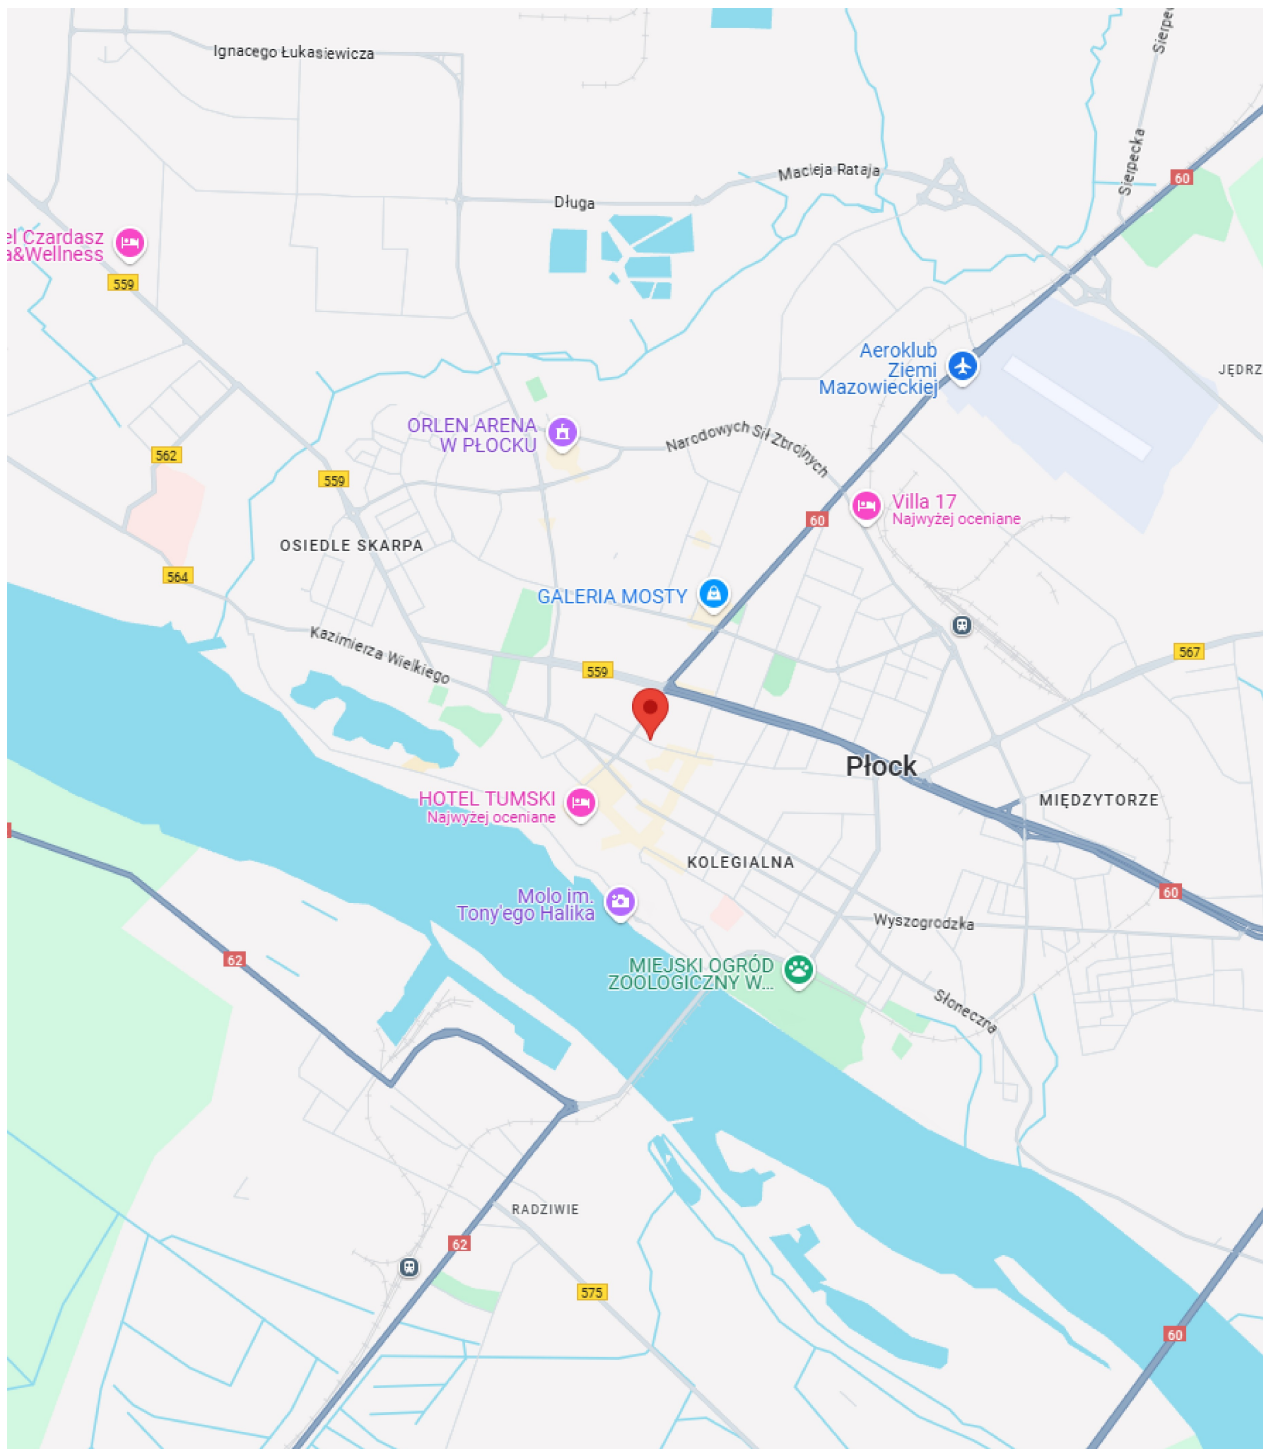 Ignacego Łukasiewicza
Sierpec
Macieja Rataja
Sierpecka
60
Długa
el Czardasz
a&Wellness
559
Aeroklub
Ziemi
Mazowieckiej
JĘDRZ
ORLEN ARENA
W PŁOCKU
Narodowych Sił Zbrojnych
562
559
Villa 17
Najwyżej oceniane
60
OSIEDLE SKARPA
564
GALERIA MOSTY
Kazimierza Wielkiego
567
559
Płock
HOTEL TUMSKI
Najwyżej oceniane
MIĘDZYTORZE
KOLEGIALNA
60
Molo im.
Tony'ego Halika
Wyszogrodzka
62
MIEJSKI OGRÓD
ZOOLOGICZNY W...
Słoneczna
RADZIWIE
62
575
60